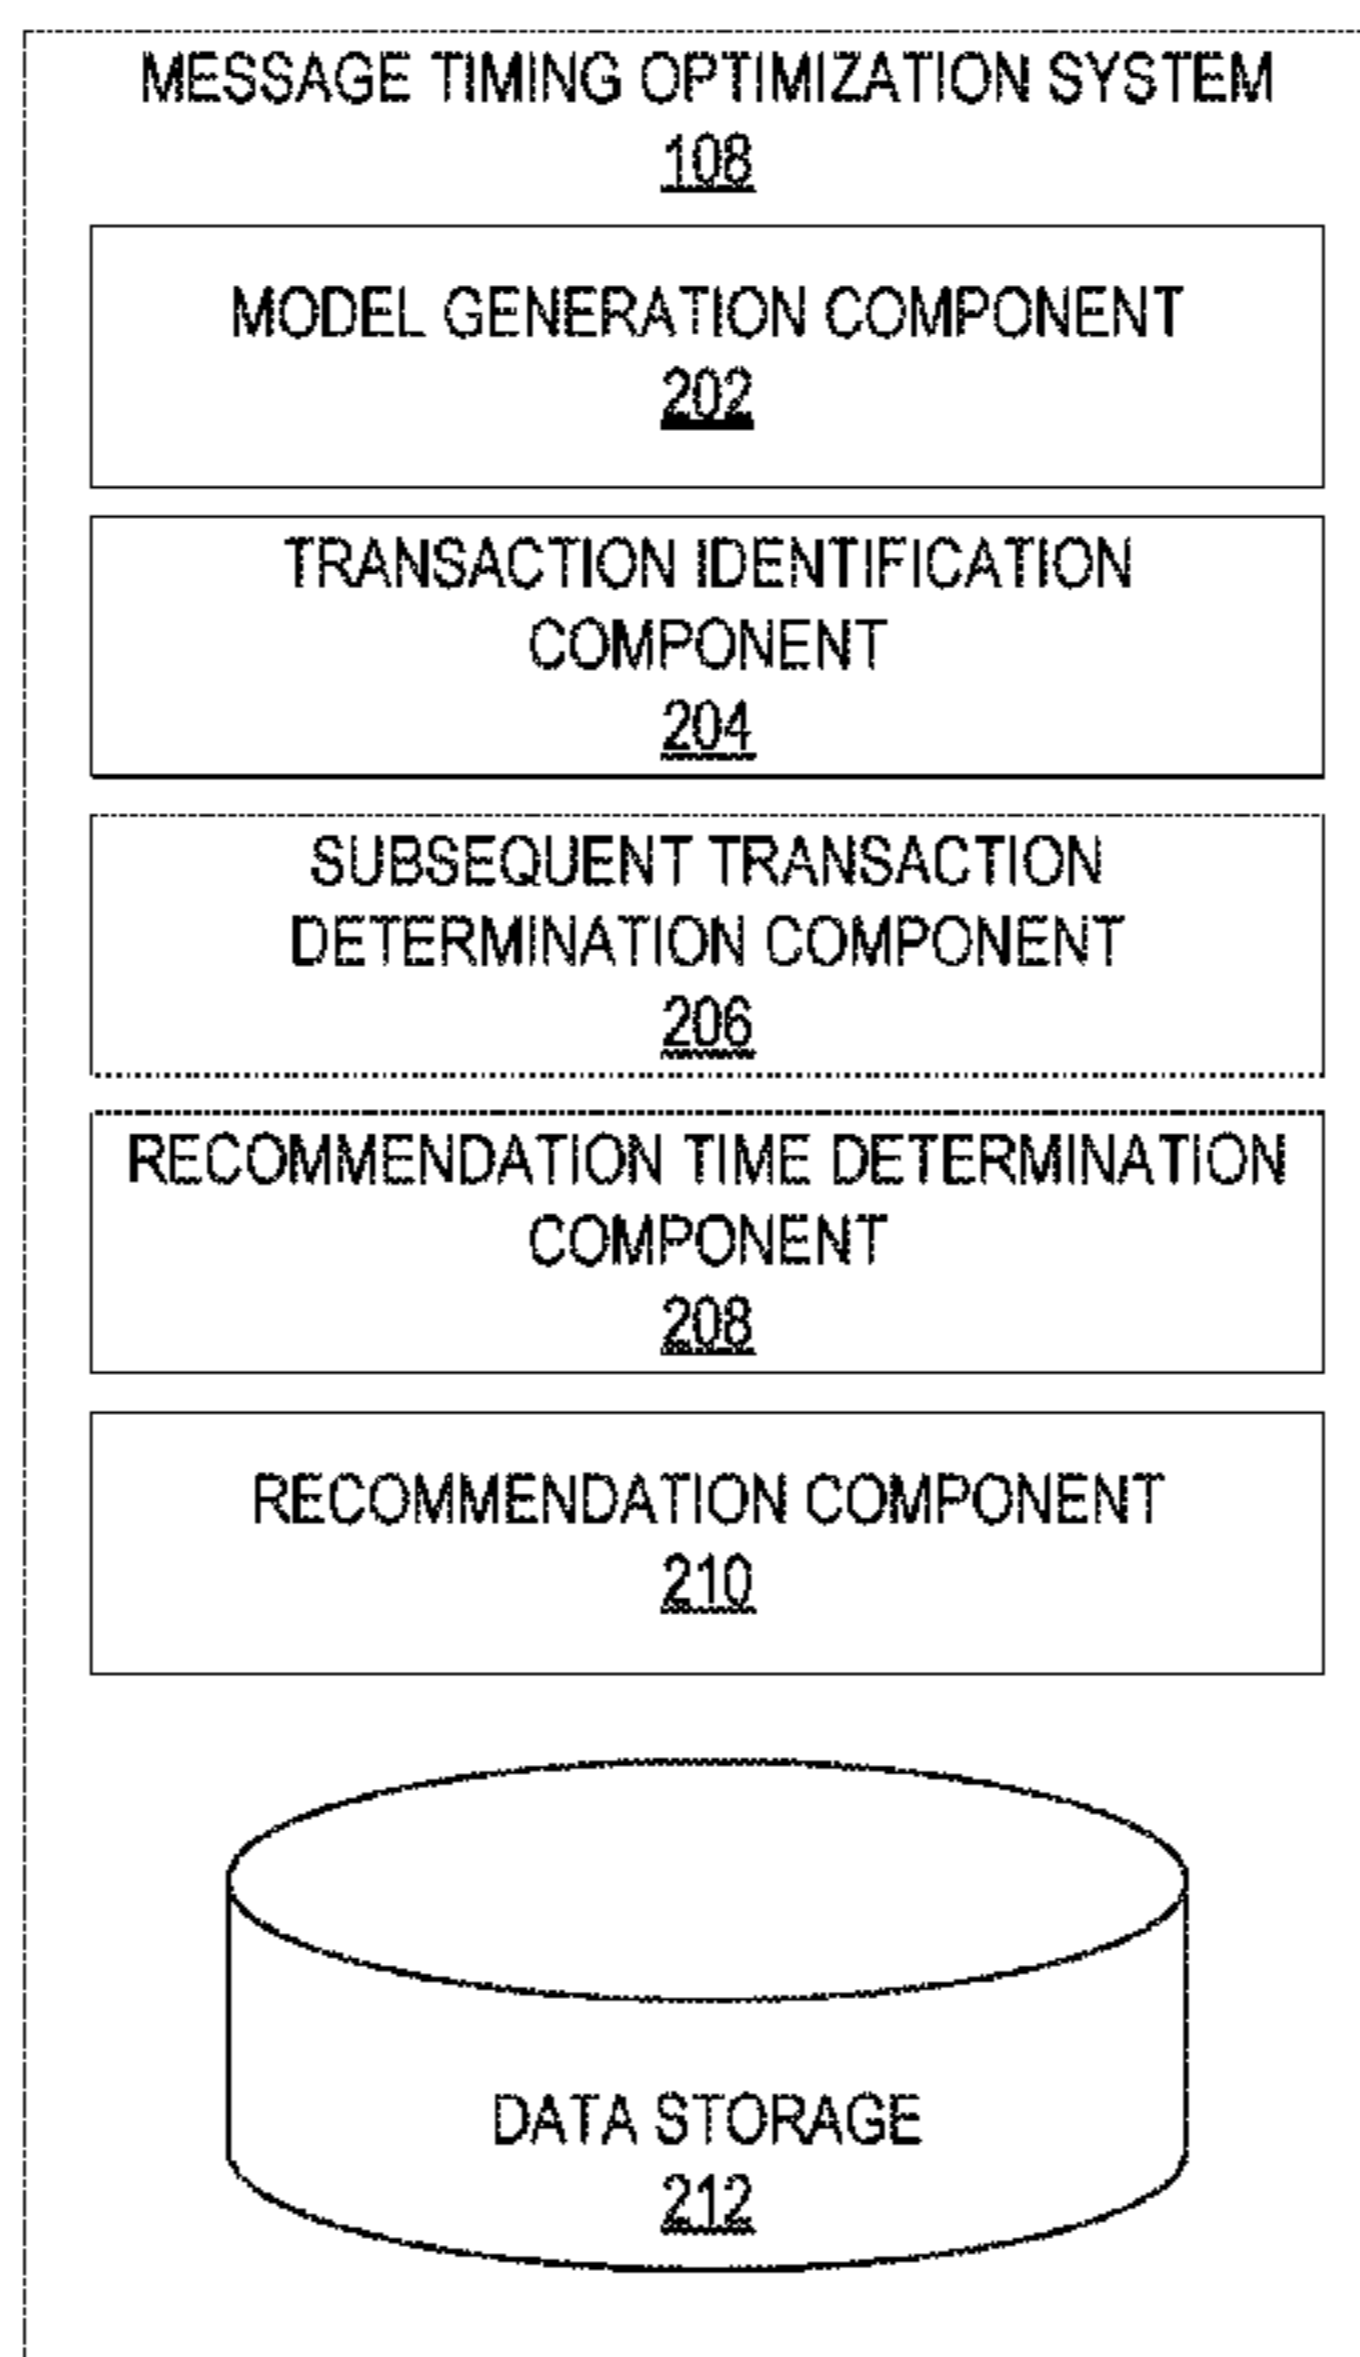 MESSAGE TIMING OPTIMIZATION SYSTEM
108
MODEL GENERATION COMPONENT
202
TRANSACTION IDENTIFICATION
COMPONENT
204
SUBSEQUENT TRANSACTION
DETERMINATION COMPONENT
206
RECOMMENDATION TIME DETERMINATION
COMPONENT
208
RECOMMENDATION COMPONENT
210
DATA STORAGE
212